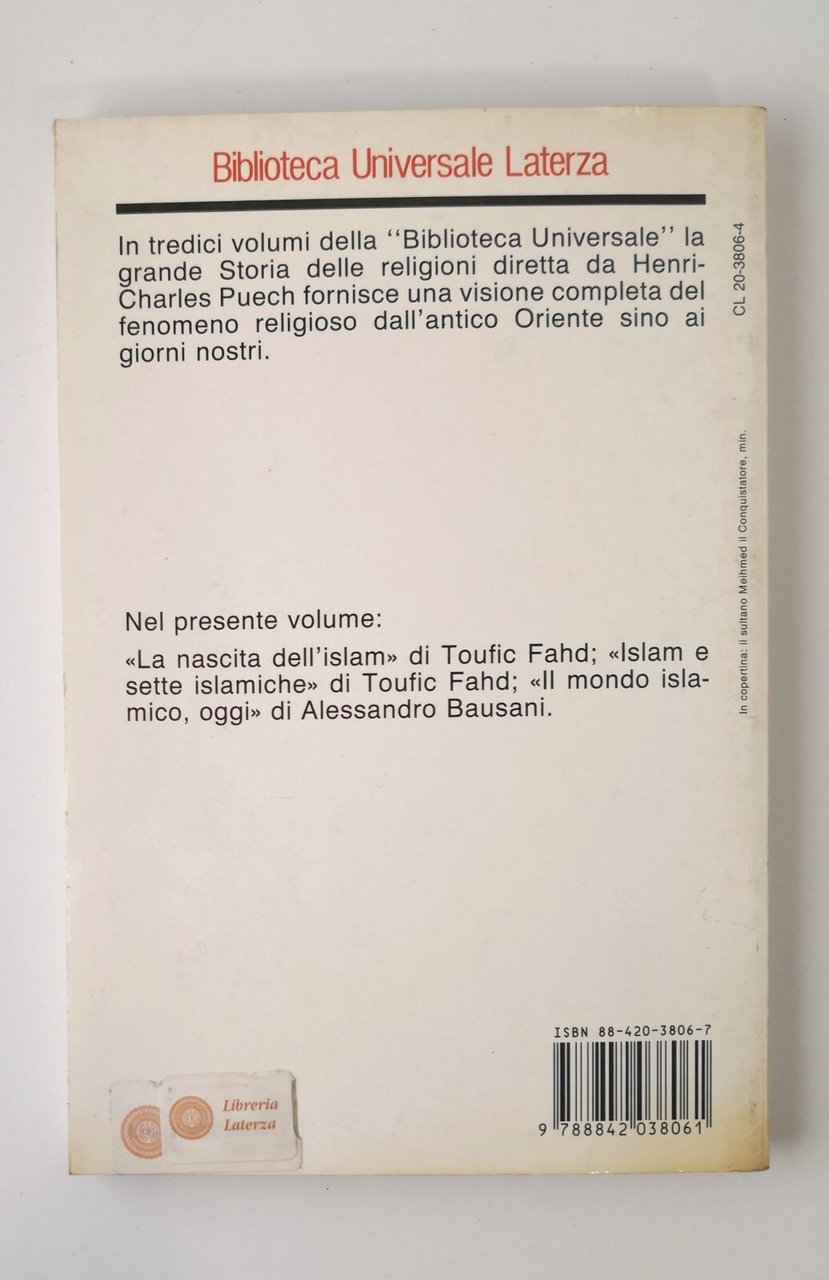 Biblioteca Universale Laterza
In tredici volumi della ‘‘Biblioteca Universale’’ la
grande Storia delle religioni diretta da Henri-
Charles Puech fornisce una visione completa del
fenomeno religioso dall'antico Oriente sino ai
giorni nostri.
CL 20-3806-4
In copertina: il sultano Meihmed il Conquistatore, min.
Nel presente volume:
«La nascita dell'islam» di Toufic Fahd; «Islam e
sette islamiche» di Toufic Fahd; «Il mondo isla-
mico, oggi» di Alessandro Bausani.
ISBN 88-420-3806-7
9 788842 038061
Libreria
Laterza